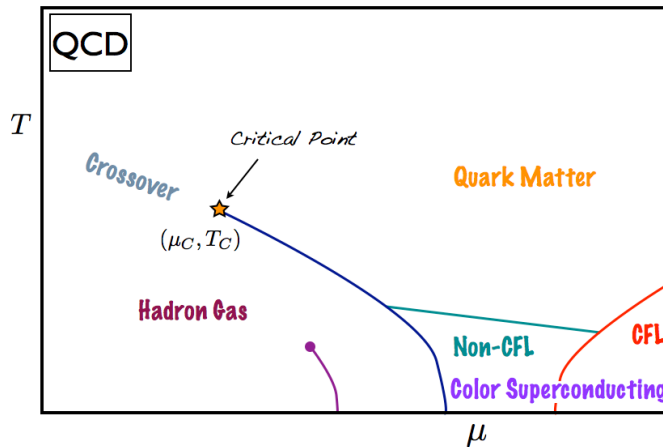 QCD
T
Critical Point
Crossover
Quark Matter
(μ_C, T_C)
Hadron Gas
Non-CFL
CFL
Color Superconducting
μ